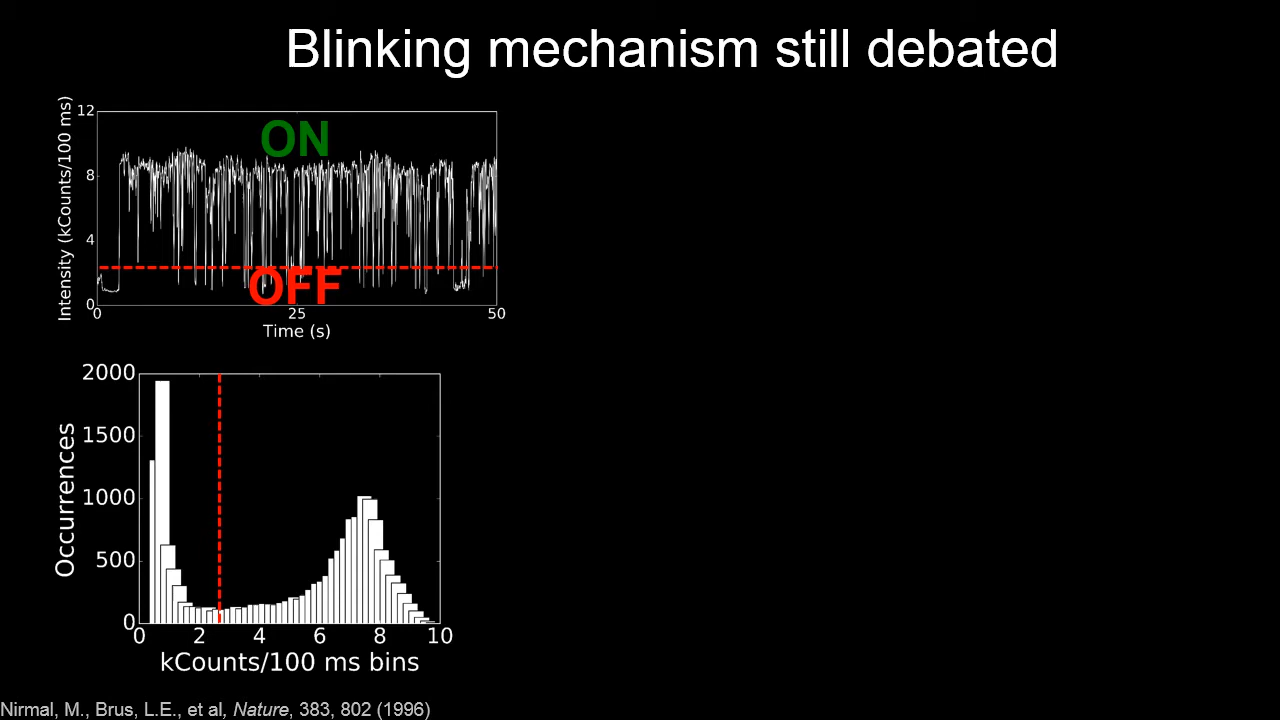 Blinking mechanism still debated
Intensity (kCounts/100 ms)
12
8
4
0
ON
OFF
0 25 50
Time (s)
Occurrences
2000
1500
1000
500
0
0 2 4 6 8 10
kCounts/100 ms bins
Nirmal, M., Brus, L.E., et al, Nature, 383, 802 (1996)